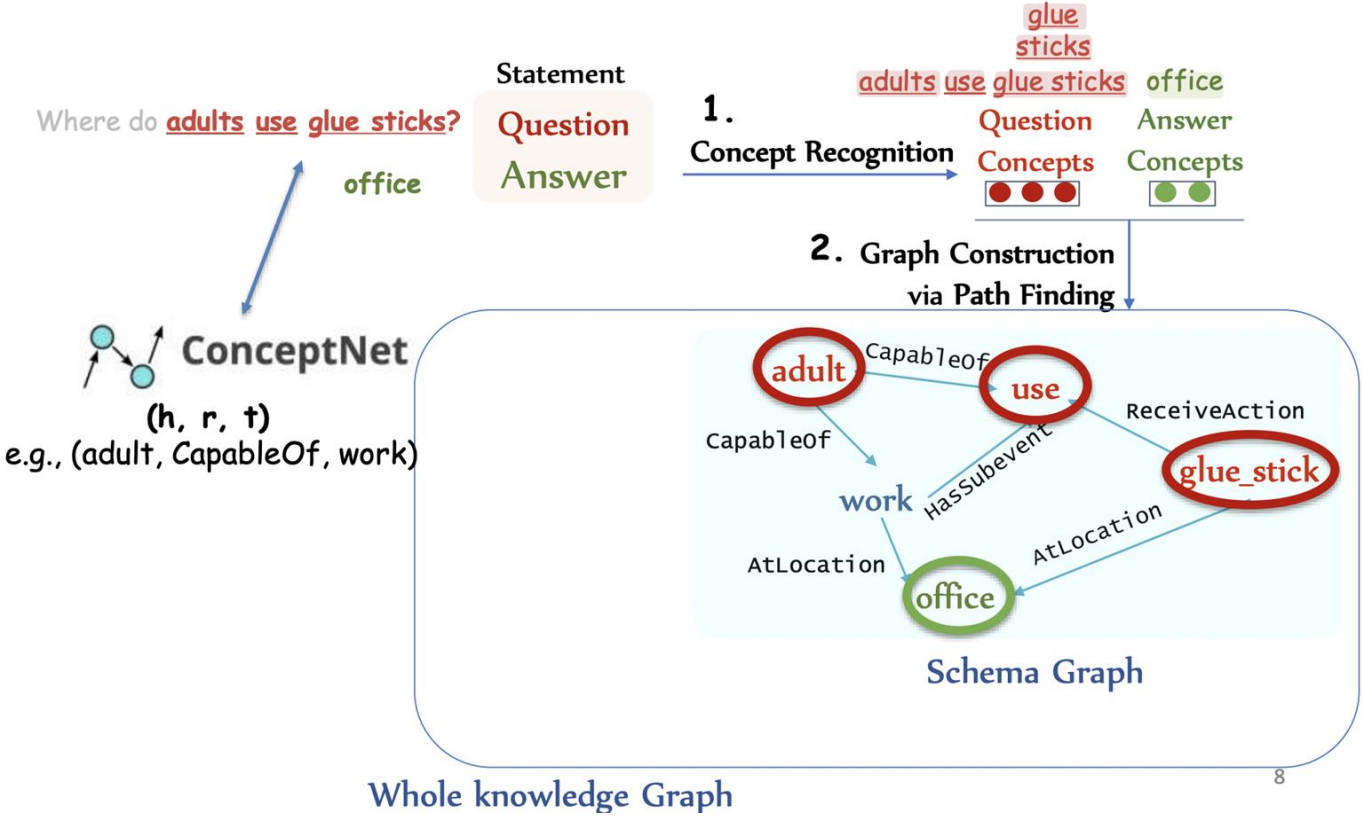 glue
sticks
adults use glue sticks office
Statement
Where do adults use glue sticks?
office
Question
Answer
1.
Concept Recognition
Question
Concepts
Answer
Concepts
2. Graph Construction
via Path Finding
ConceptNet
(h, r, t)
e.g., (adult, CapableOf, work)
adult
CapableOf
use
ReceiveAction
CapableOf
glue_stick
work
HasSubevent
AtLocation
AtLocation
office
Schema Graph
8
Whole knowledge Graph